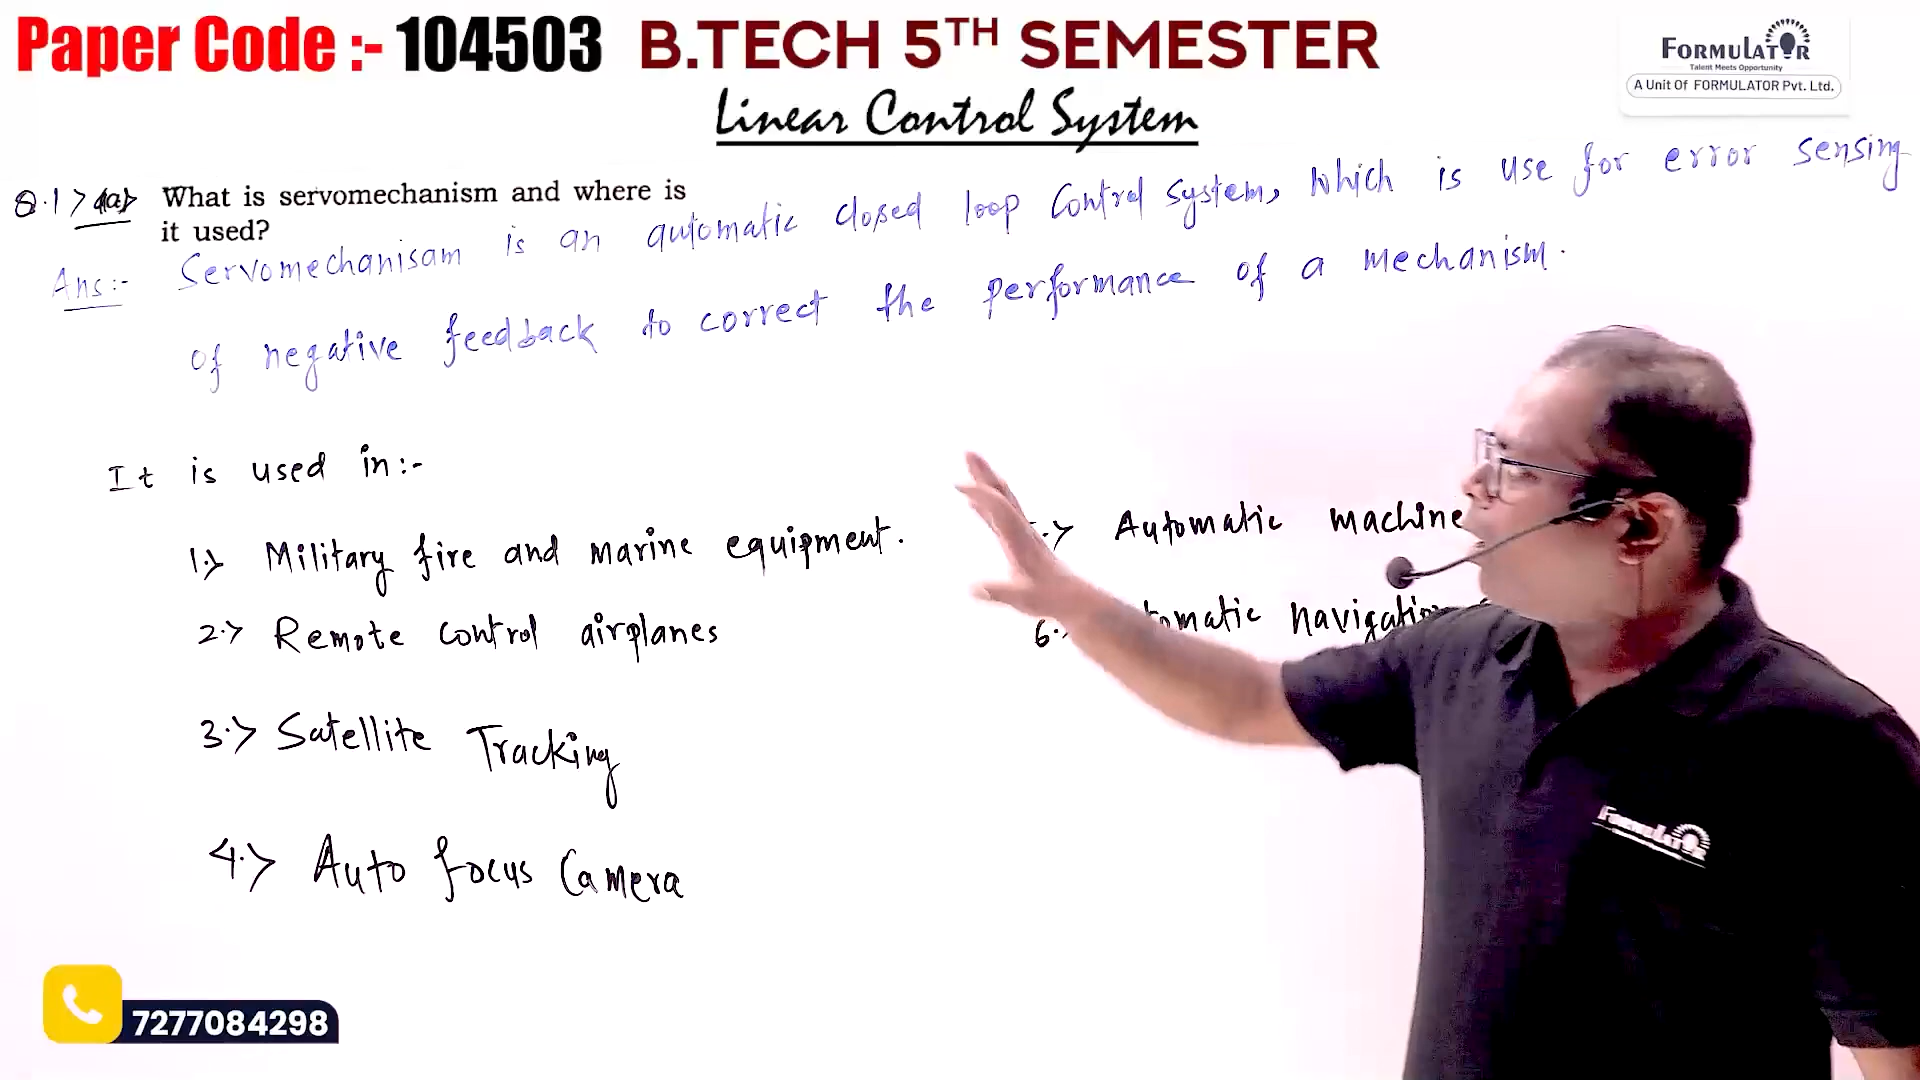 Paper Code :- 104503 B.TECH 5TH SEMESTER
FORMULATOR
Talent Meets Opportunity
A Unit Of FORMULATOR Pvt. Ltd.
Linear Control System
Q.1> (a) What is servomechanism and where is
it used?
Ans:- Servomechanisam is an automatic closed loop Control system, which is use for error sensing
of negative feedback to correct the performance of a mechanism.
It is used in:-
1.> Military fire and marine equipment.
2.> Remote control airplanes
3.> Satellite Tracking
4.> Auto focus Camera
Automatic machine
6.> navigation
Formulator
7277084298